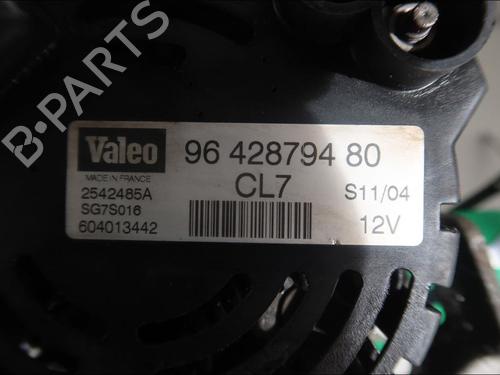 B-PARTS
Valeo
96 428794 80
MADE IN FRANCE
CL7
2542485A
S11/04
SG7S016
12V
604013442